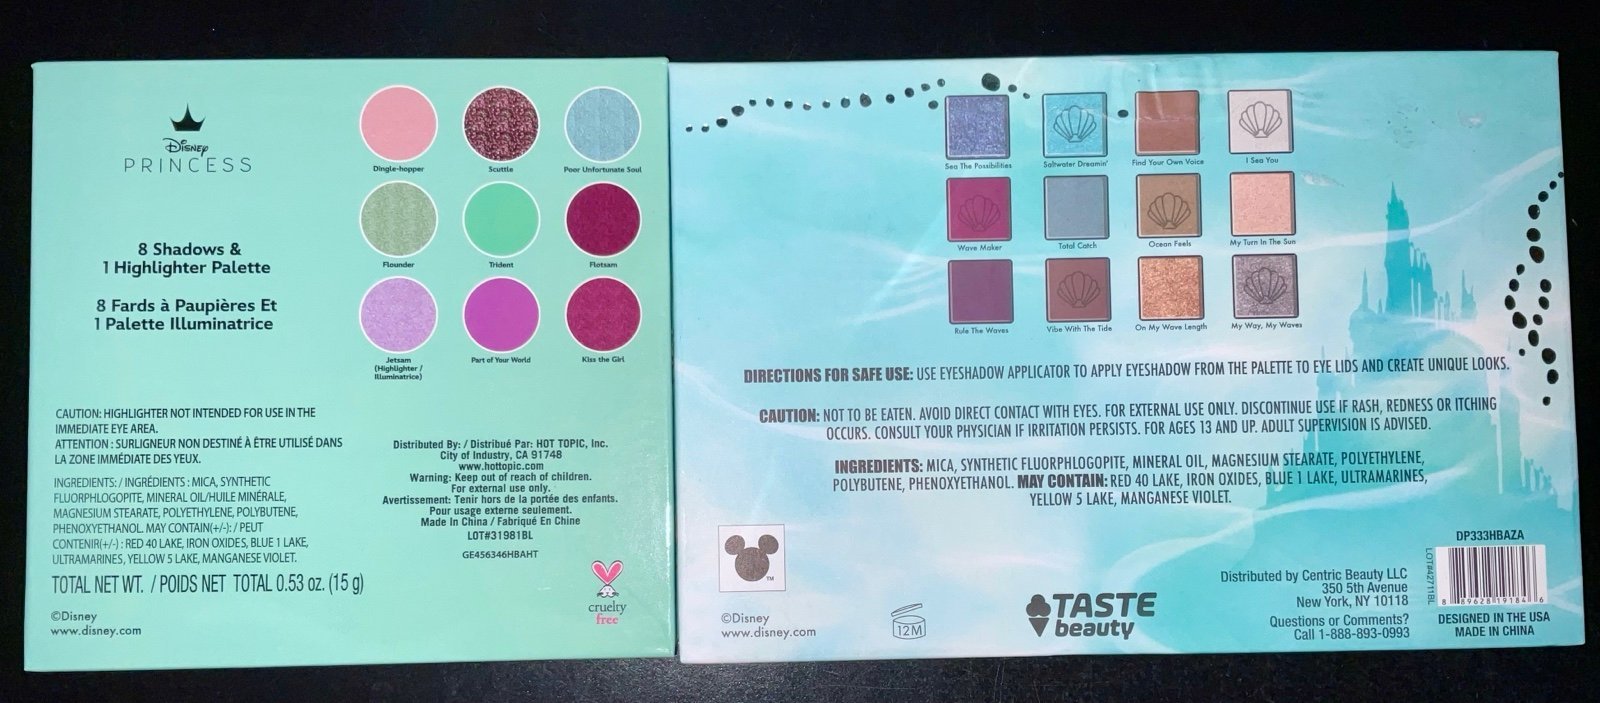 Disney
PRINCESS
8 Shadows &
1 Highlighter Palette
8 Fards à Paupières Et
1 Palette Illuminatrice
Dingle-hopper
Scuttle
Poor Unfortunate Soul
Flounder
Trident
Flotsam
Jetsam
(Highlighter /
Illuminatrice)
Part of Your World
Kiss the Girl
CAUTION: HIGHLIGHTER NOT INTENDED FOR USE IN THE
IMMEDIATE EYE AREA.
ATTENTION : SURLIGNEUR NON DESTINÉ À ÊTRE UTILISÉ DANS
LA ZONE IMMÉDIATE DES YEUX.
INGREDIENTS: / INGRÉDIENTS : MICA, SYNTHETIC
FLUORPHLOGOPITE, MINERAL OIL/HUILE MINÉRALE,
MAGNESIUM STEARATE, POLYETHYLENE, POLYBUTENE,
PHENOXYETHANOL. MAY CONTAIN(+/-): / PEUT
CONTENIR(+/-) : RED 40 LAKE, IRON OXIDES, BLUE 1 LAKE,
ULTRAMARINES, YELLOW 5 LAKE, MANGANESE VIOLET.
TOTAL NET WT. / POIDS NET TOTAL 0.53 oz. (15 g)
©Disney
www.disney.com
Distributed By: / Distribué Par: HOT TOPIC, Inc.
City of Industry, CA 91748
www.hottopic.com
Warning: Keep out of reach of children.
For external use only.
Avertissement: Tenir hors de la portée des enfants.
Pour usage externe seulement.
Made In China / Fabriqué En Chine
LOT#31981BL
GE456346HBAHT
cruelty
free
Sea The Possibilities
Saltwater Dreamin'
Find Your Own Voice
I Sea You
Wave Maker
Total Catch
Ocean Feels
My Turn In The Sun
Rule The Waves
Vibe With The Tide
On My Wave Length
My Way, My Waves
DIRECTIONS FOR SAFE USE: USE EYESHADOW APPLICATOR TO APPLY EYESHADOW FROM THE PALETTE TO EYE LIDS AND CREATE UNIQUE LOOKS.
CAUTION: NOT TO BE EATEN. AVOID DIRECT CONTACT WITH EYES. FOR EXTERNAL USE ONLY. DISCONTINUE USE IF RASH, REDNESS OR ITCHING
OCCURS. CONSULT YOUR PHYSICIAN IF IRRITATION PERSISTS. FOR AGES 13 AND UP. ADULT SUPERVISION IS ADVISED.
INGREDIENTS: MICA, SYNTHETIC FLUORPHLOGOPITE, MINERAL OIL, MAGNESIUM STEARATE, POLYETHYLENE,
POLYBUTENE, PHENOXYETHANOL. MAY CONTAIN: RED 40 LAKE, IRON OXIDES, BLUE 1 LAKE, ULTRAMARINES,
YELLOW 5 LAKE, MANGANESE VIOLET.
TM
©Disney
www.disney.com
12M
TASTE
beauty
Distributed by Centric Beauty LLC
350 5th Avenue
New York, NY 10118
Questions or Comments?
Call 1-888-893-0993
DP333HBAZA
LOT#42711BL
8 89628 19184 6
DESIGNED IN THE USA
MADE IN CHINA